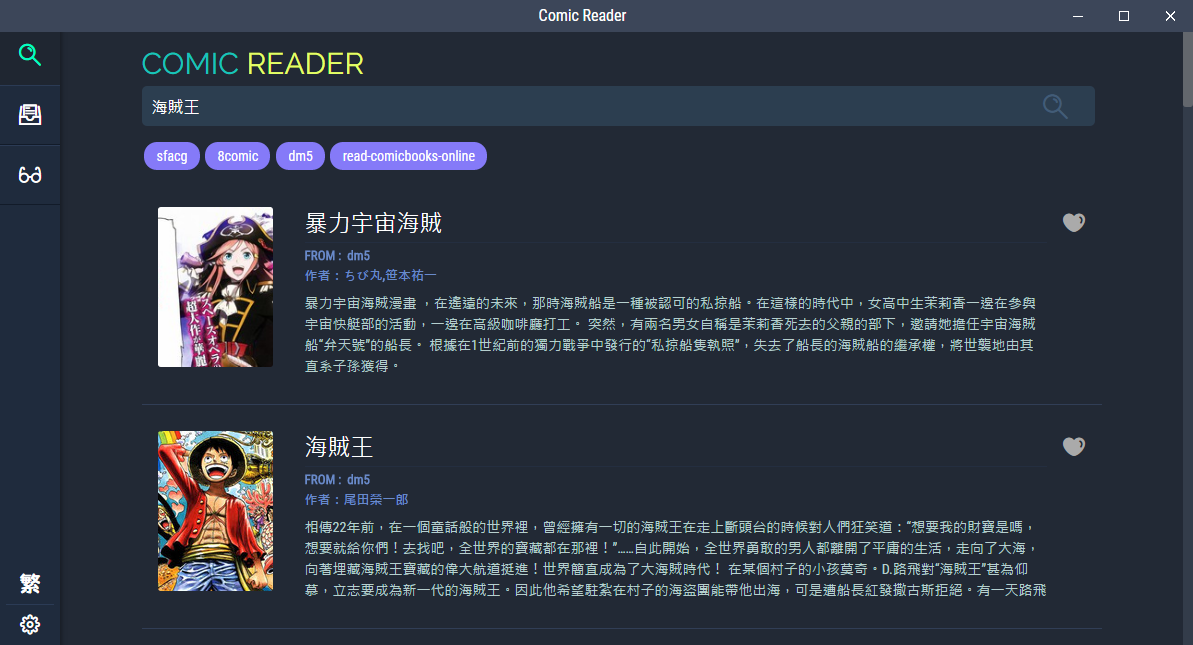 Comic Reader
COMIC READER
海賊王
sfacg
8comic
dm5
read-comicbooks-online
暴力宇宙海賊
FROM : dm5
作者：ちび丸,笹本祐一
暴力宇宙海賊漫畫 ，在遙遠的未來，那時海賊船是一種被認可的私掠船。在這樣的時代中，女高中生茉莉香一邊在參與
宇宙快艇部的活動，一邊在高級咖啡廳打工。 突然，有兩名男女自稱是茉莉香死去的父親的部下，邀請她擔任宇宙海賊
船“弁天號”的船長。 根據在1世紀前的獨力戰爭中發行的“私掠船隻執照”，失去了船長的海賊船的繼承權，將世襲地由其
直系子孫獲得。
海賊王
FROM : dm5
作者：尾田榮一郎
相傳22年前，在一個童話般的世界裡，曾經擁有一切的海賊王在走上斷頭台的時候對人們狂笑道：“想要我的財寶是嗎，
想要就給你們！去找吧，全世界的寶藏都在那裡！”……自此開始，全世界勇敢的男人都離開了平庸的生活，走向了大海，
向著埋藏海賊王寶藏的偉大航道挺進！世界簡直成為了大海賊時代！ 在某個村子的小孩莫奇。D.路飛對“海賊王”甚為仰
慕，立志要成為新一代的海賊王。因此他希望駐紮在村子的海盜團能帶他出海，可是遭船長紅發撒古斯拒絕。有一天路飛
繁